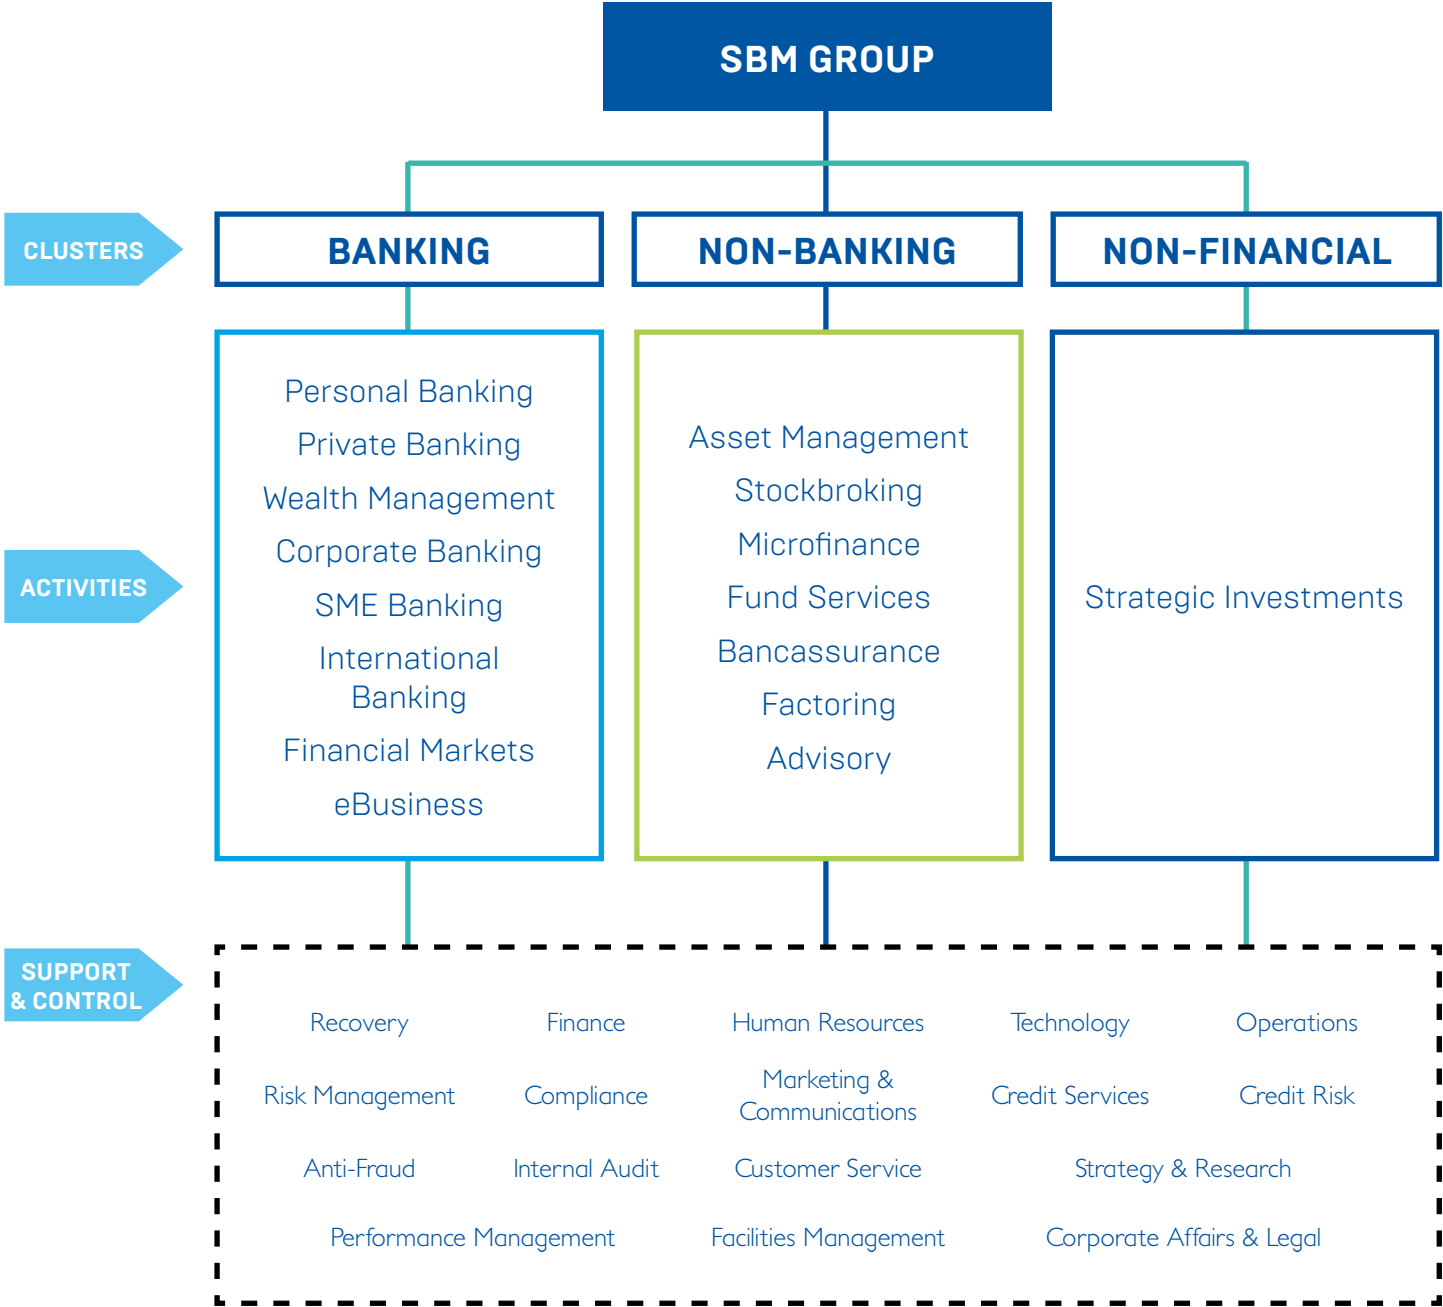 SBM GROUP
CLUSTERS
BANKING
NON-BANKING
NON-FINANCIAL
ACTIVITIES
Personal Banking
Private Banking
Wealth Management
Corporate Banking
SME Banking
International
Banking
Financial Markets
eBusiness
Asset Management
Stockbroking
Microfinance
Fund Services
Bancassurance
Factoring
Advisory
Strategic Investments
SUPPORT
& CONTROL
Recovery
Finance
Human Resources
Technology
Operations
Risk Management
Compliance
Marketing &
Communications
Credit Services
Credit Risk
Anti-Fraud
Internal Audit
Customer Service
Strategy & Research
Performance Management
Facilities Management
Corporate Affairs & Legal